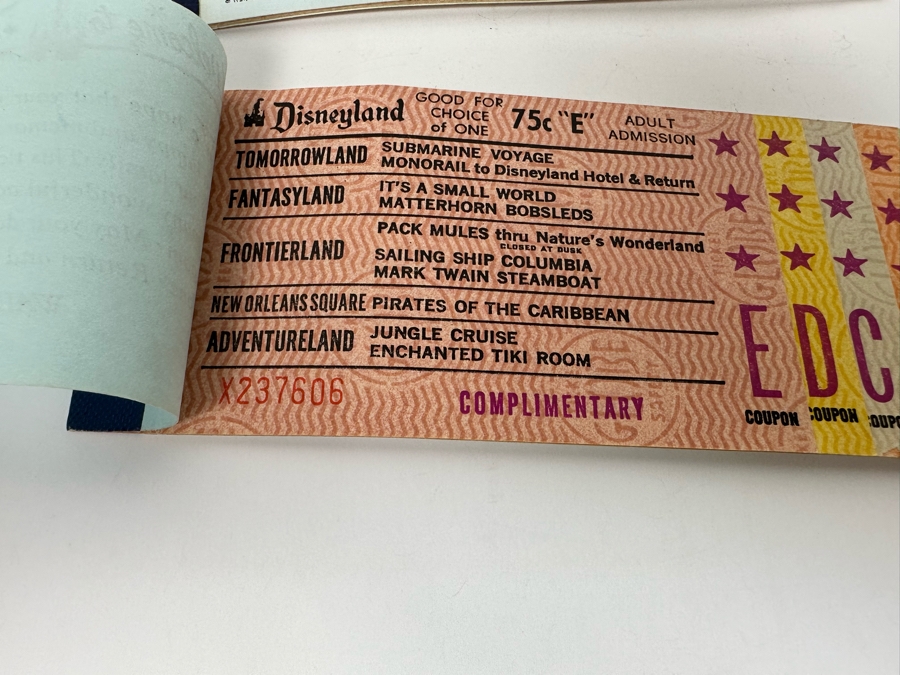 Disneyland GOOD FOR CHOICE of ONE 75c "E" ADULT ADMISSION
TOMORROWLAND SUBMARINE VOYAGE
MONORAIL to Disneyland Hotel & Return
FANTASYLAND IT'S A SMALL WORLD
MATTERHORN BOBSLEDS
FRONTIERLAND PACK MULES thru Nature's Wonderland
CLOSED AT DUSK
SAILING SHIP COLUMBIA
MARK TWAIN STEAMBOAT
NEW ORLEANS SQUARE PIRATES OF THE CARIBBEAN
ADVENTURELAND JUNGLE CRUISE
ENCHANTED TIKI ROOM
X237606 COMPLIMENTARY
E D C
COUPON COUPON COUP